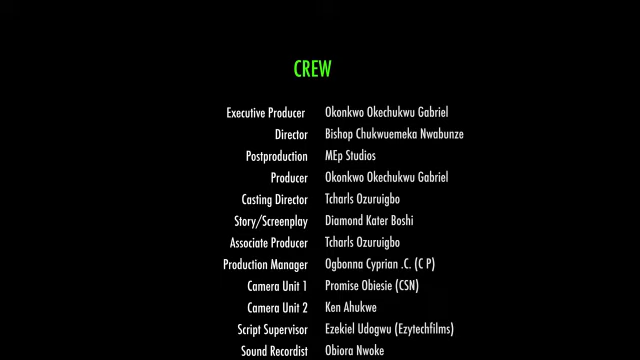 CREW
Executive Producer Okonkwo Okechukwu Gabriel
Director Bishop Chukwuemeka Nwabunze
Postproduction MEp Studios
Producer Okonkwo Okechukwu Gabriel
Casting Director Tcharls Ozuruigbo
Story/Screenplay Diamond Kater Boshi
Associate Producer Tcharls Ozuruigbo
Production Manager Ogbonna Cyprian .C. (C P)
Camera Unit 1 Promise Obiesie (CSN)
Camera Unit 2 Ken Ahukwe
Script Supervisor Ezekiel Udogwu (Ezytechfilms)
Sound Recordist Obiora Nwoke